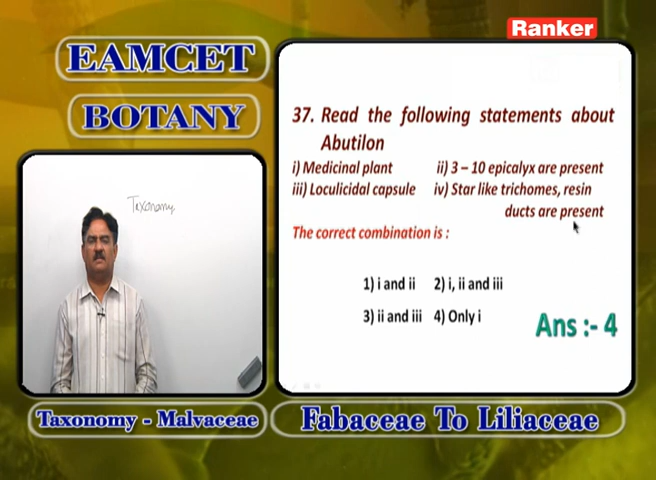 Ranker
EAMCET
BOTANY
Taxonomy
37. Read the following statements about
Abutilon
i) Medicinal plant ii) 3 – 10 epicalyx are present
iii) Loculicidal capsule iv) Star like trichomes, resin
ducts are present
The correct combination is :
1) i and ii 2) i, ii and iii
3) ii and iii 4) Only i
Ans :- 4
Taxonomy - Malvaceae
Fabaceae To Liliaceae